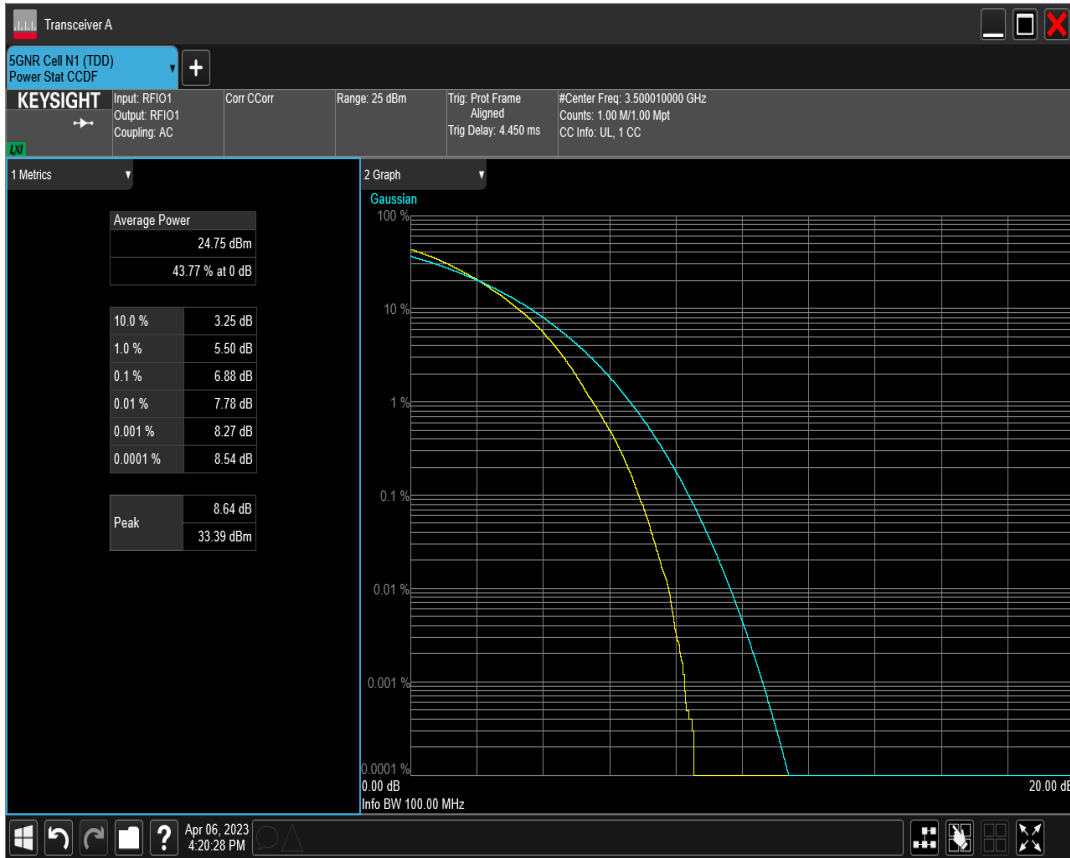 Transceiver A
5GNR Cell N1 (TDD)
Power Stat CCDF
+
KEYSIGHT
LXI
Input: RFIO1
Output: RFIO1
Coupling: AC
Corr CCorr
Range: 25 dBm
Trig: Prot Frame
Aligned
Trig Delay: 4.450 ms
#Center Freq: 3.500010000 GHz
Counts: 1.00 M/1.00 Mpt
CC Info: UL, 1 CC
1 Metrics
Average Power
24.75 dBm
43.77 % at 0 dB
10.0 % 3.25 dB
1.0 % 5.50 dB
0.1 % 6.88 dB
0.01 % 7.78 dB
0.001 % 8.27 dB
0.0001 % 8.54 dB
Peak
8.64 dB
33.39 dBm
2 Graph
Gaussian
100 %
10 %
1 %
0.1 %
0.01 %
0.001 %
0.0001 %
0.00 dB 20.00 dB
Info BW 100.00 MHz
?
Apr 06, 2023
4:20:28 PM